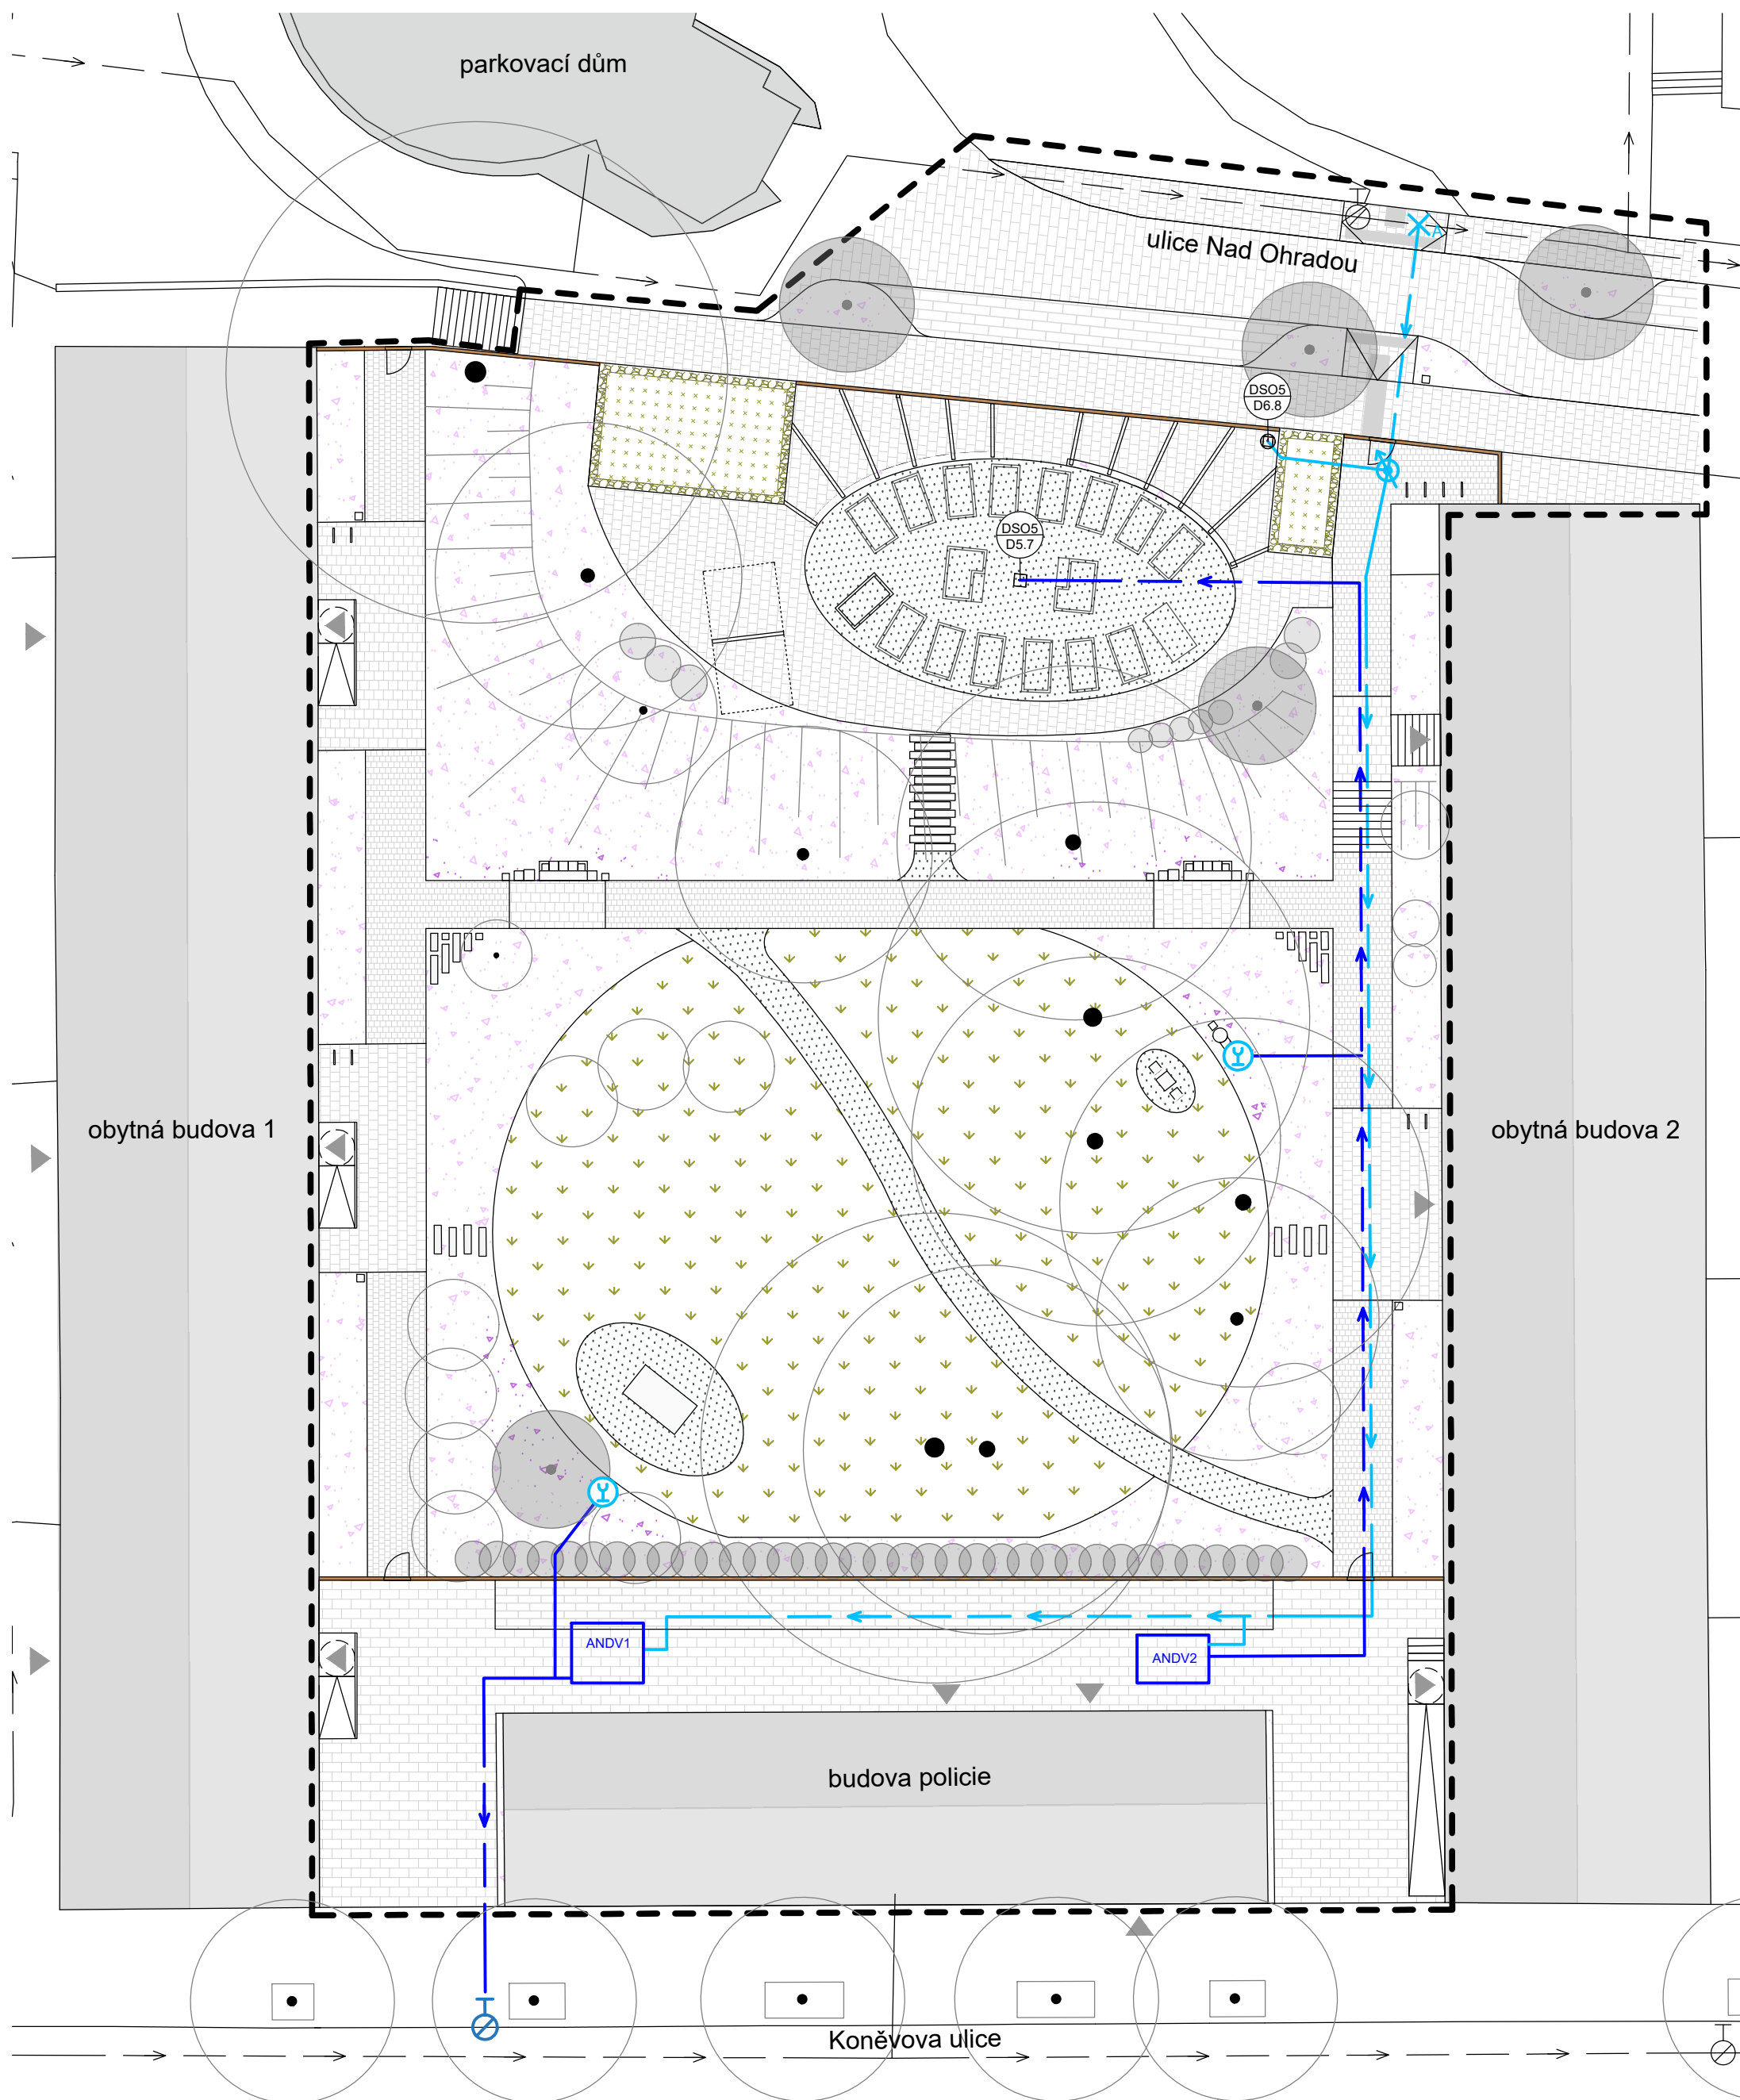 parkovací dům
A
ulice Nad Ohradou
DSO5
D6.8
DSO5
D5.7
obytná budova 1
obytná budova 2
ANDV1
ANDV2
budova policie
Koněvova ulice